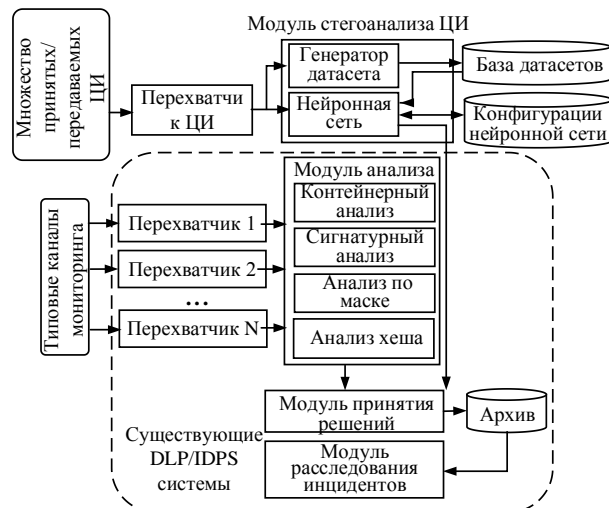 Модуль стегоанализа ЦИ
Множество
принятых/
передаваемых
ЦИ
Перехватчи
к ЦИ
Генератор
датасета
Нейронная
сеть
База датасетов
Конфигурации
нейронной сети
Типовые каналы
мониторинга
Перехватчик 1
Перехватчик 2
...
Перехватчик N
Модуль анализа
Контейнерный
анализ
Сигнатурный
анализ
Анализ по
маске
Анализ хеша
Модуль принятия
решений
Архив
Существующие
DLP/IDPS
системы
Модуль
расследования
инцидентов